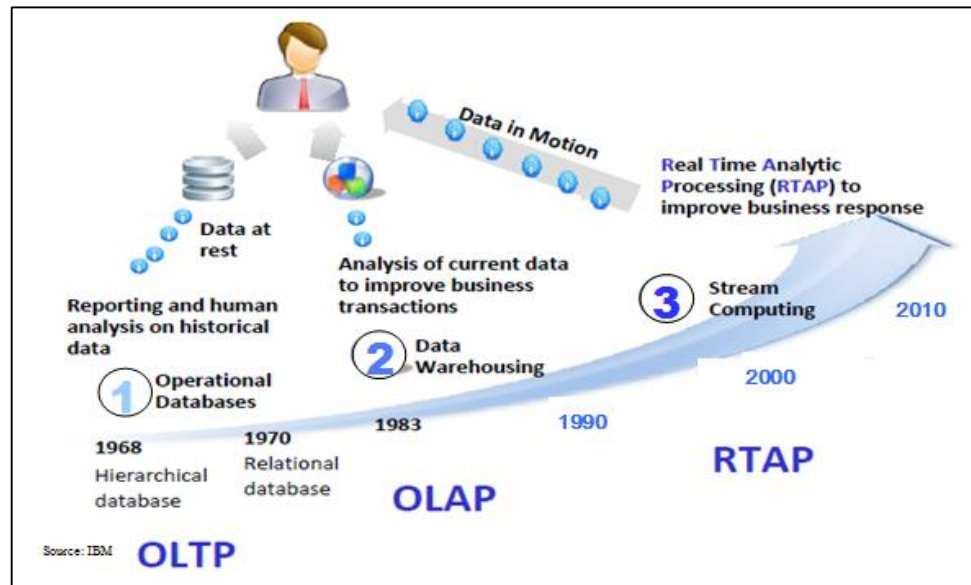 Data in Motion
Real Time Analytic
Processing (RTAP) to
improve business response
Data at
rest
Analysis of current data
to improve business
transactions
Reporting and human
analysis on historical
data
1 Operational
Databases
2 Data
Warehousing
3 Stream
Computing
2010
2000
1990
1983
1970
Relational
database
1968
Hierarchical
database
RTAP
OLAP
OLTP
Source: IBM